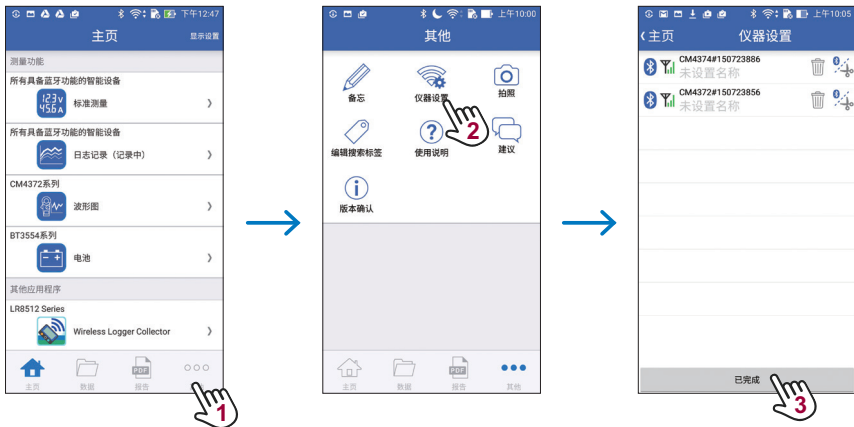 下午12:47
主页
显示设置
测量功能
所有具备蓝牙功能的智能设备
123 V
456 A
标准测量
所有具备蓝牙功能的智能设备
日志记录（记录中）
CM4372系列
波形图
BT3554系列
电池
其他应用程序
LR8512 Series
Wireless Logger Collector
主页
数据
PDF
报告
1
上午10:00
其他
备忘
仪器设置
拍照
2
编辑搜索标签
使用说明
建议
版本确认
主页
数据
PDF
报告
其他
上午10:05
主页
仪器设置
CM4374#150723886
未设置名称
CM4372#150723856
未设置名称
已完成
3